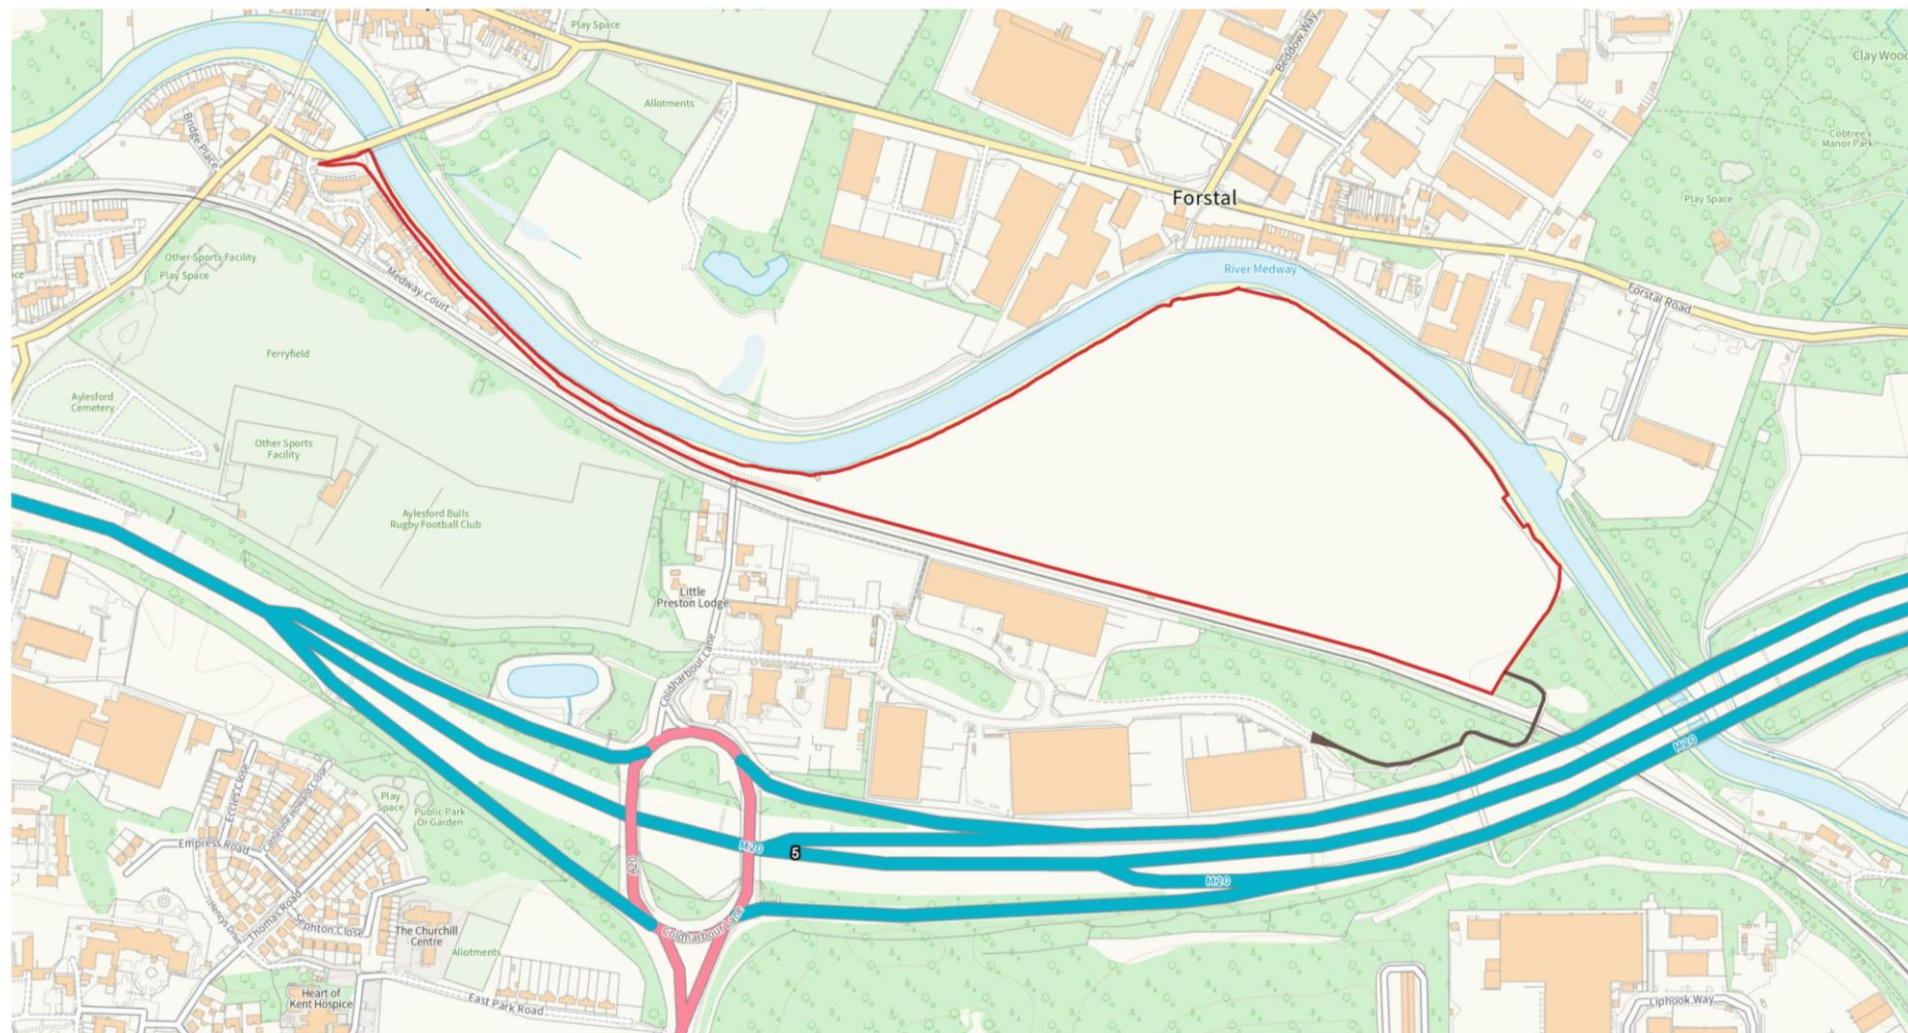 Play Space
Beddow Way
Clay Wood
Allotments
Bridge Place
Cobtree
Manor Park
Play Space
Forstal
Other Sports Facility
Play Space
River Medway
Medway Court
Forstal Road
Ferryfield
Aylesford
Cemetery
Other Sports
Facility
Aylesford Bulls
Rugby Football Club
Little
Preston Lodge
Coldharbour Lane
M20
Eccles Close
Play
Space
Public Park
Or Garden
Empress Road
M20
5
A20
M20
Thomas Road
Sephton Close
The Churchill
Centre
Coldharbour Lane
Allotments
Heart of
Kent Hospice
East Park Road
Liphook Way